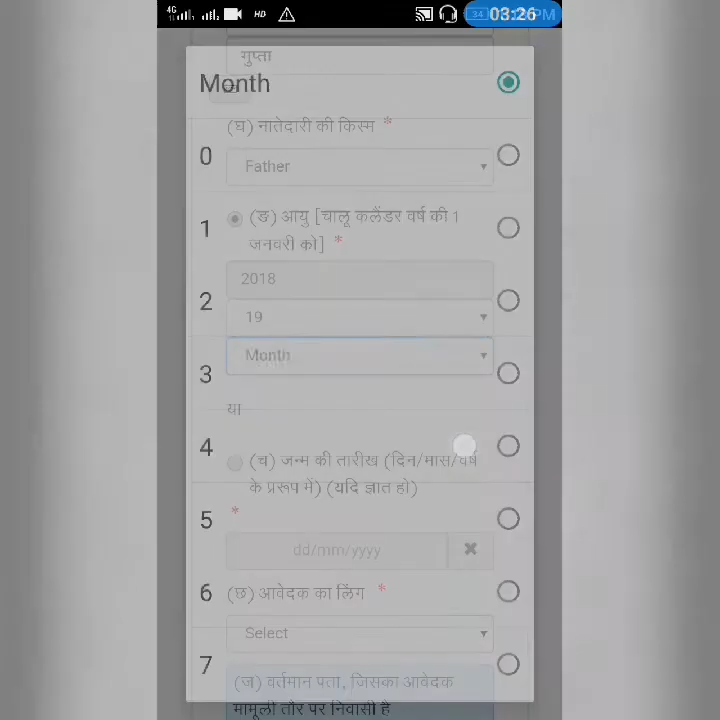 4G HD 34 03:26 PM
गुप्ता
Month
(घ) नातेदारी की किस्म *
0
Father
1
(ङ) आयु [चालू कलैंडर वर्ष की 1
जनवरी को] *
2018
2
19
Month
3
या
4
(च) जन्म की तारीख (दिन/मास/वर्ष
के प्ररूप में) (यदि ज्ञात हो)
*
5
dd/mm/yyyy
6
(छ) आवेदक का लिंग *
Select
7
(ज) वर्तमान पता, जिसका आवेदक
मामूली तौर पर निवासी है